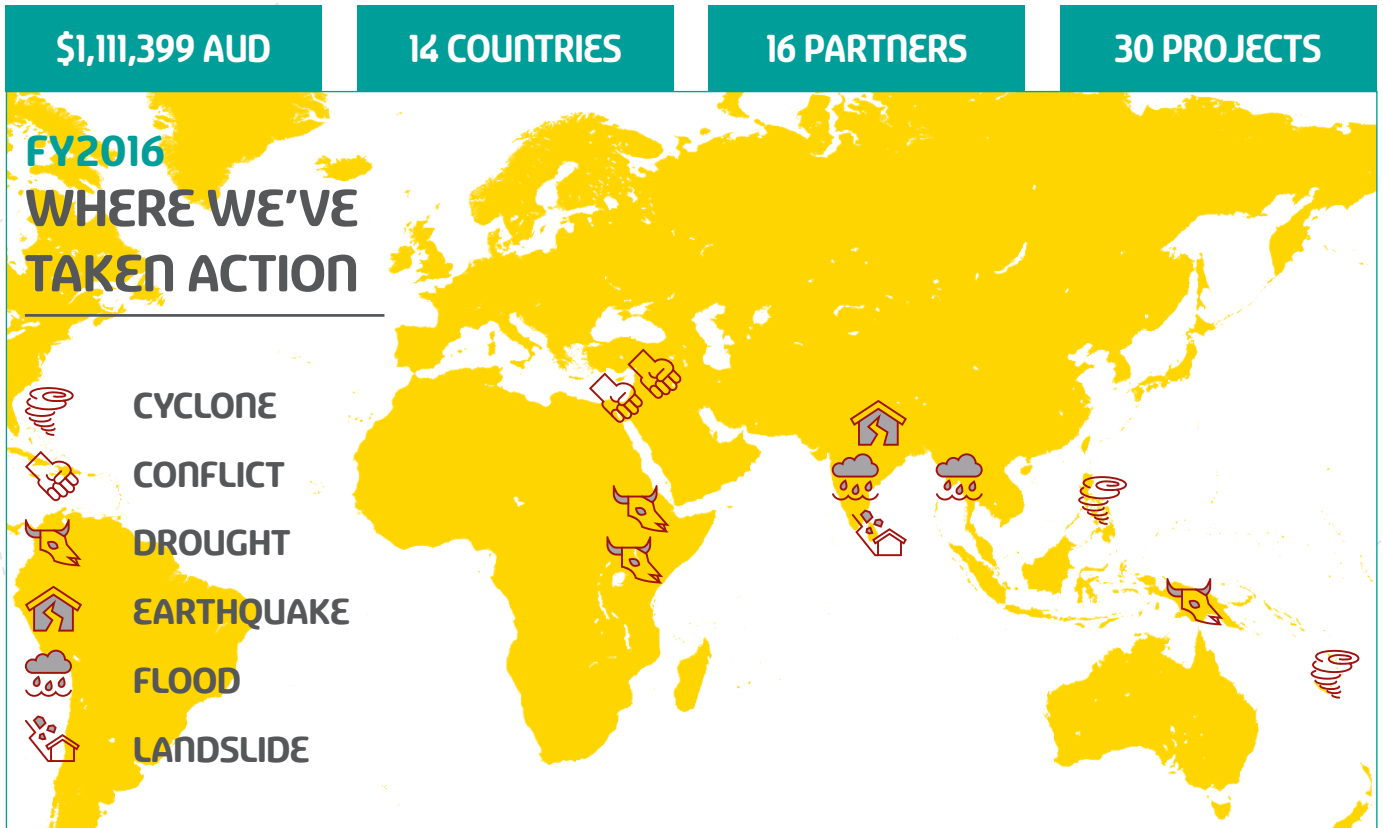 $1,111,399 AUD
14 COUNTRIES
16 PARTNERS
30 PROJECTS
FY2016
WHERE WE'VE
TAKEN ACTION
CYCLONE
CONFLICT
DROUGHT
EARTHQUAKE
FLOOD
LANDSLIDE